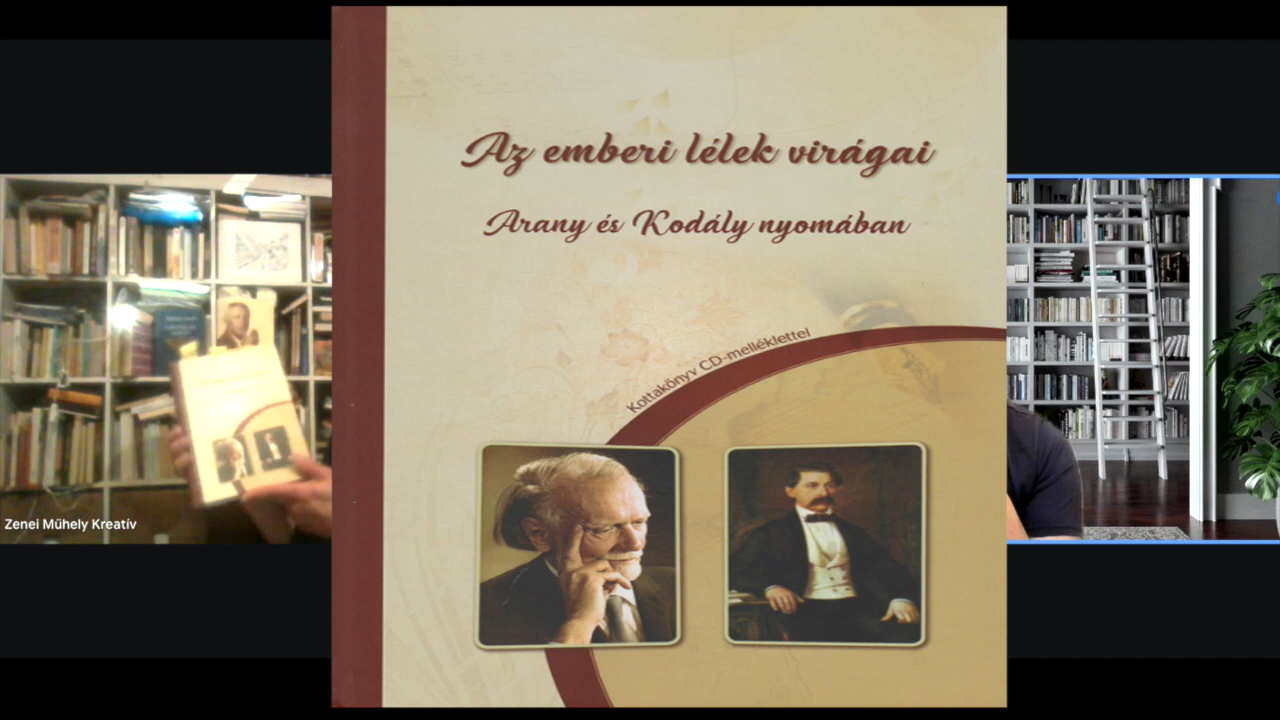 Az emberi lélek virágai
Arany és Kodály nyomában
Kottakönyv CD-melléklettel
Zenei Műhely Kreatív